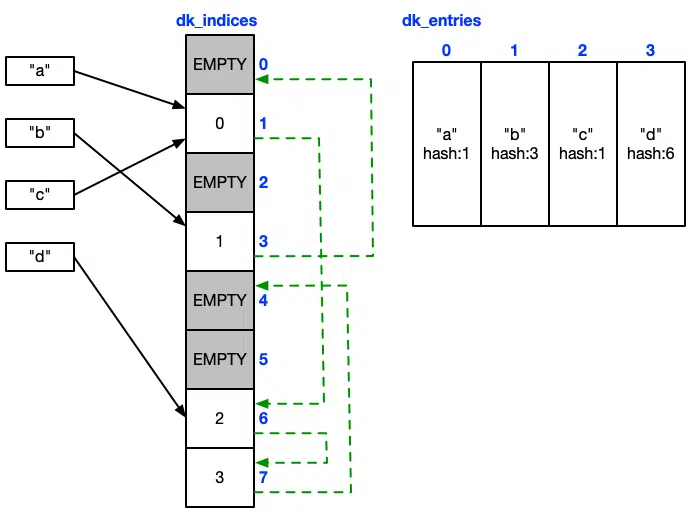 dk_indices
dk_entries
"a"
"b"
"c"
"d"
EMPTY 0
0 1
EMPTY 2
1 3
EMPTY 4
EMPTY 5
2 6
3 7
0 1 2 3
"a" "b" "c" "d"
hash:1 hash:3 hash:1 hash:6